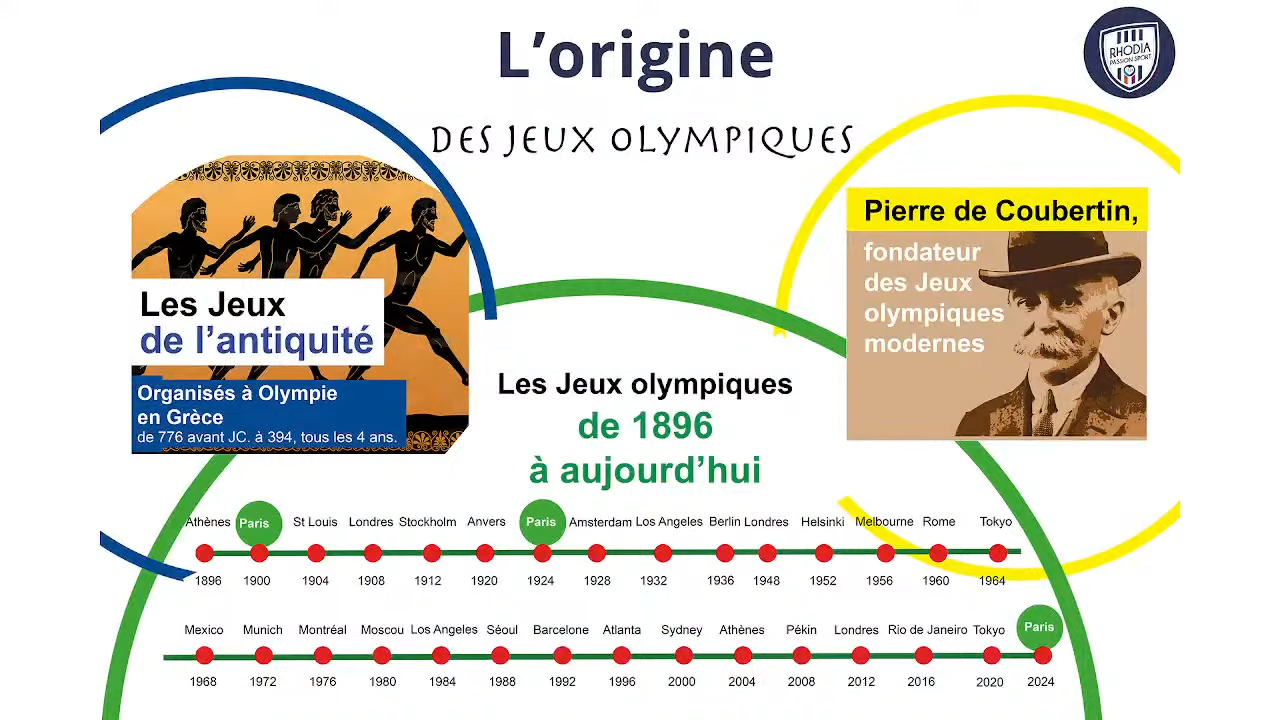 L’origine
DES JEUX OLYMPIQUES
RHODIA
PASSION SPORT
Les Jeux
de l’antiquité
Organisés à Olympie
en Grèce
de 776 avant JC. à 394, tous les 4 ans.
Pierre de Coubertin,
fondateur
des Jeux
olympiques
modernes
Les Jeux olympiques
de 1896
à aujourd’hui
Athènes Paris St Louis Londres Stockholm Anvers Paris Amsterdam Los Angeles Berlin Londres Helsinki Melbourne Rome Tokyo
1896 1900 1904 1908 1912 1920 1924 1928 1932 1936 1948 1952 1956 1960 1964
Mexico Munich Montréal Moscou Los Angeles Séoul Barcelone Atlanta Sydney Athènes Pékin Londres Rio de Janeiro Tokyo Paris
1968 1972 1976 1980 1984 1988 1992 1996 2000 2004 2008 2012 2016 2020 2024